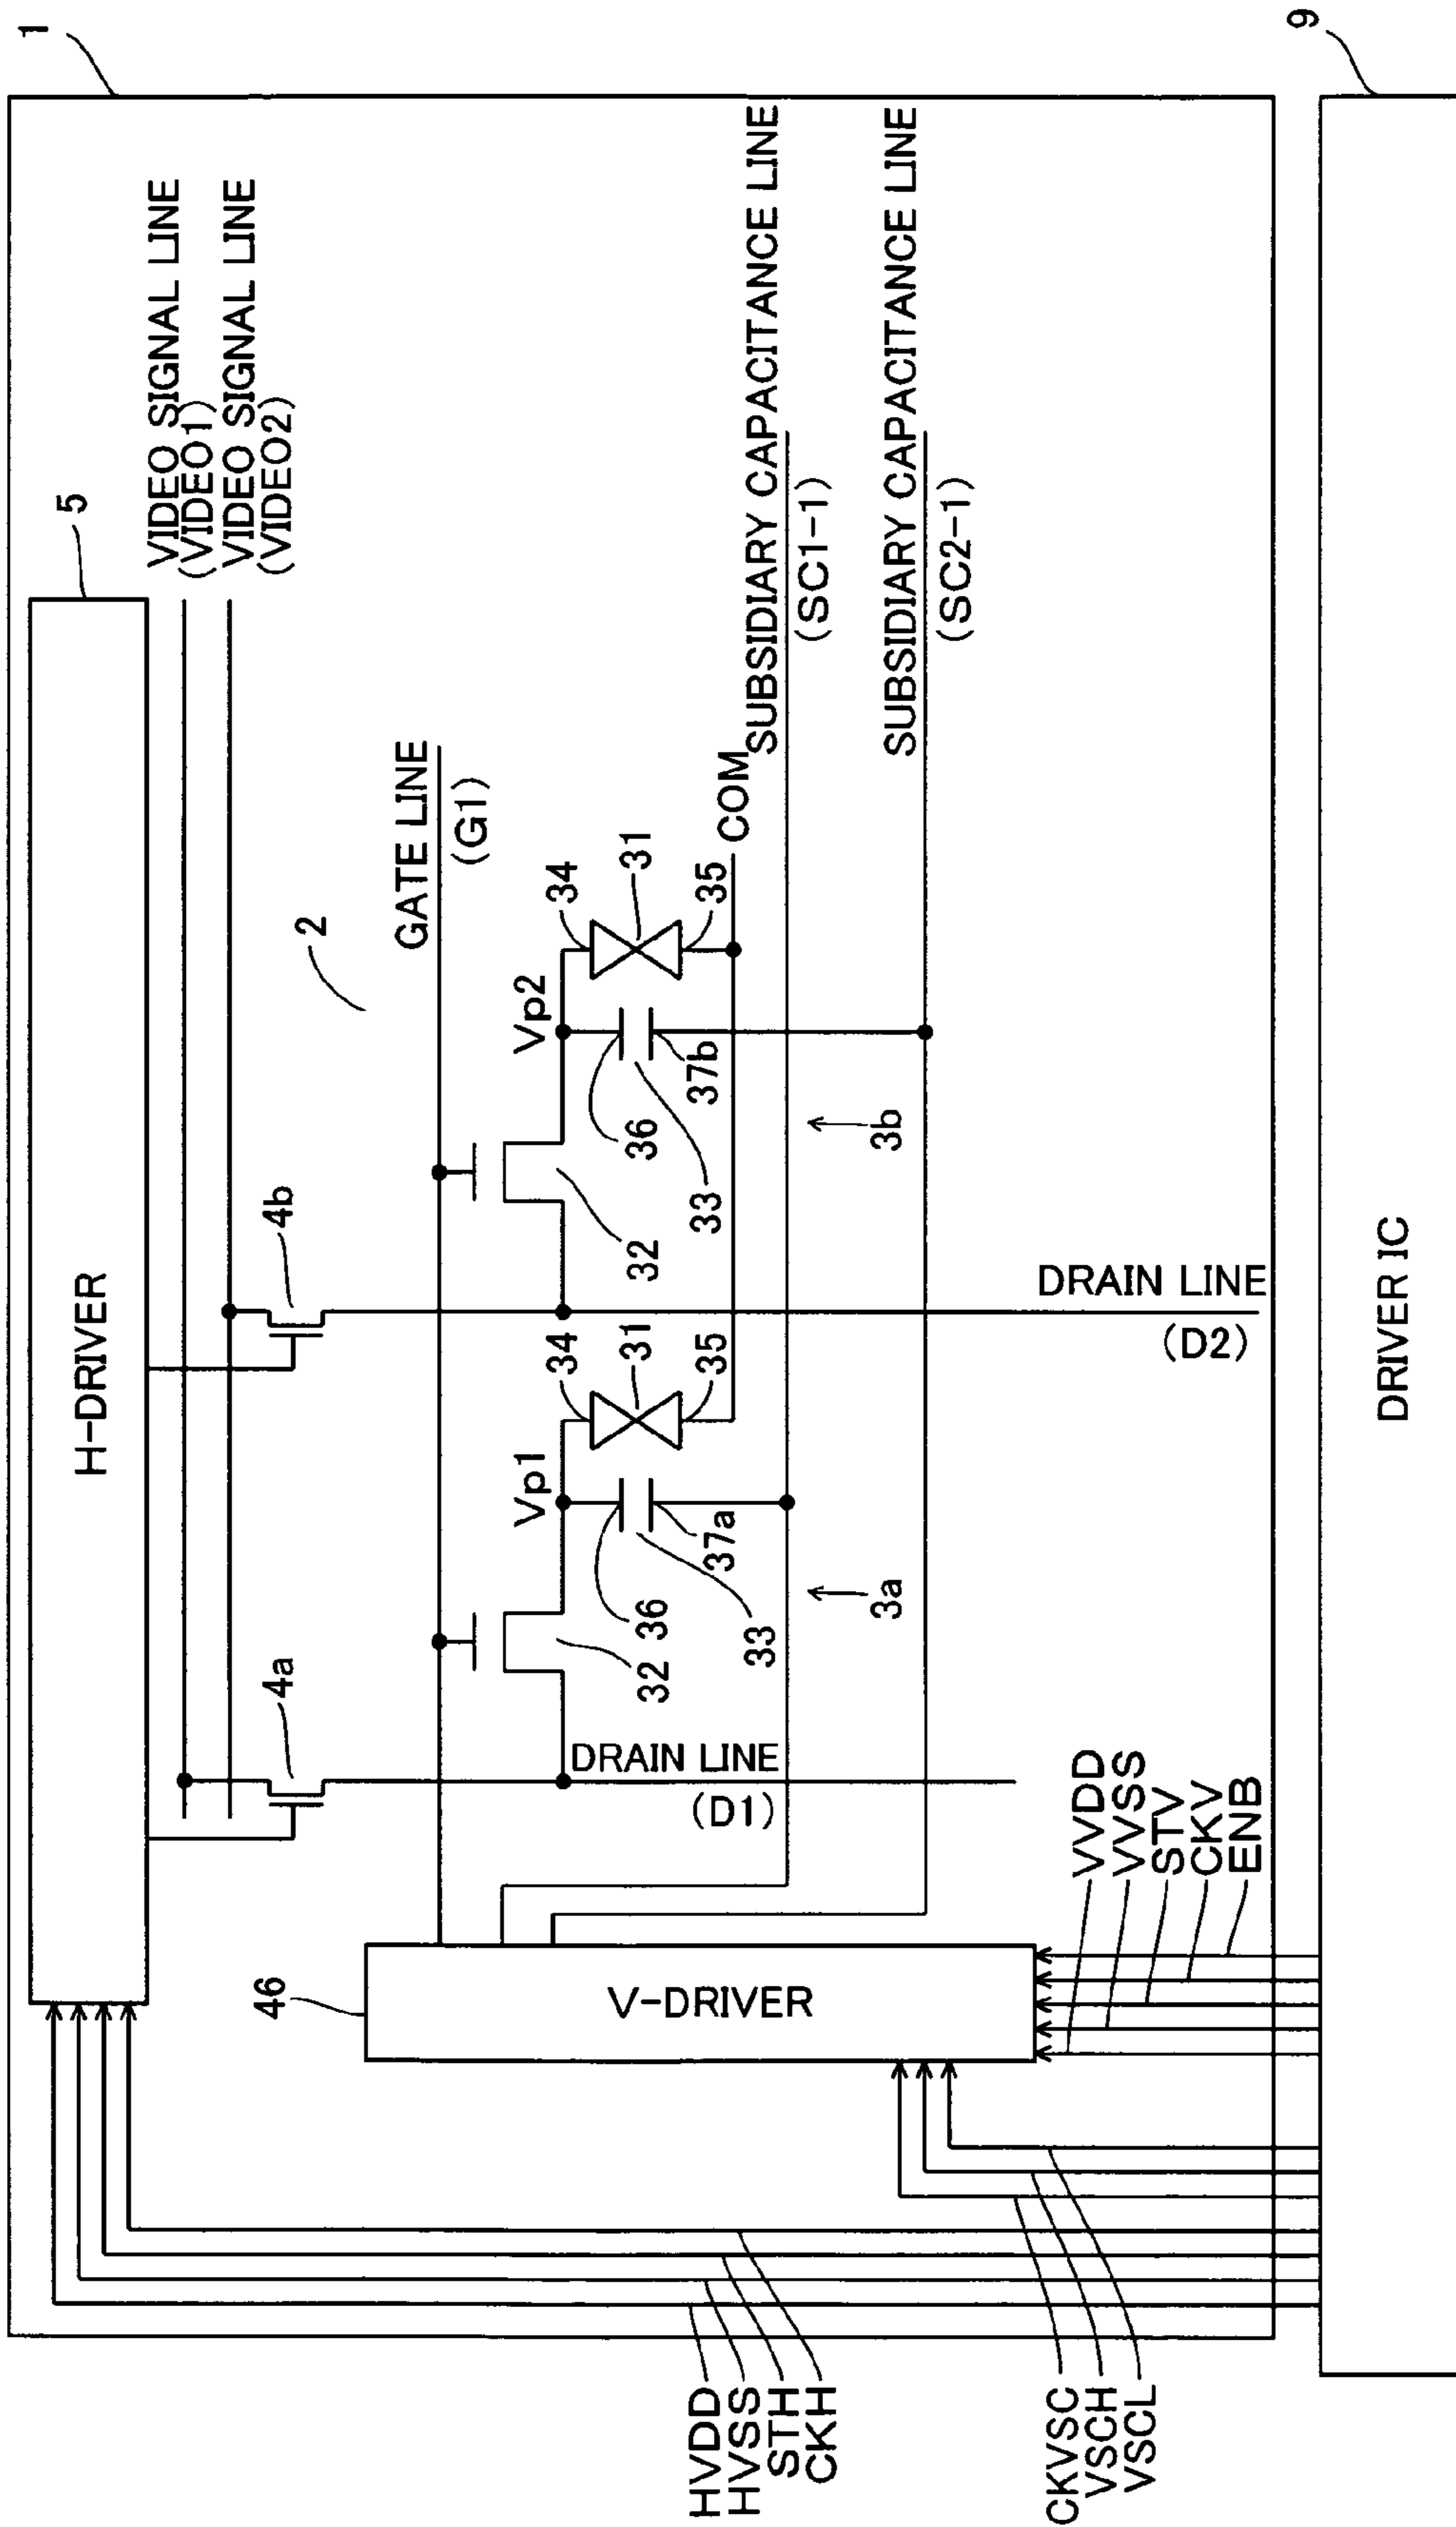 1
5
H-DRIVER
VIDEO SIGNAL LINE
(VIDEO1)
VIDEO SIGNAL LINE
(VIDEO2)
4a
4b
2
GATE LINE
(G1)
46
V-DRIVER
Vp1
Vp2
34
34
31
31
35
35
COM
36
36
32
32
33
33
37a
37b
SUBSIDIARY CAPACITANCE LINE
(SC1-1)
DRAIN LINE
(D1)
3a
3b
SUBSIDIARY CAPACITANCE LINE
(SC2-1)
DRAIN LINE
(D2)
HVDD
HVSS
STH
CKH
CKVSC
VSCH
VSCL
VVDD
VVSS
STV
CKV
ENB
9
DRIVER IC